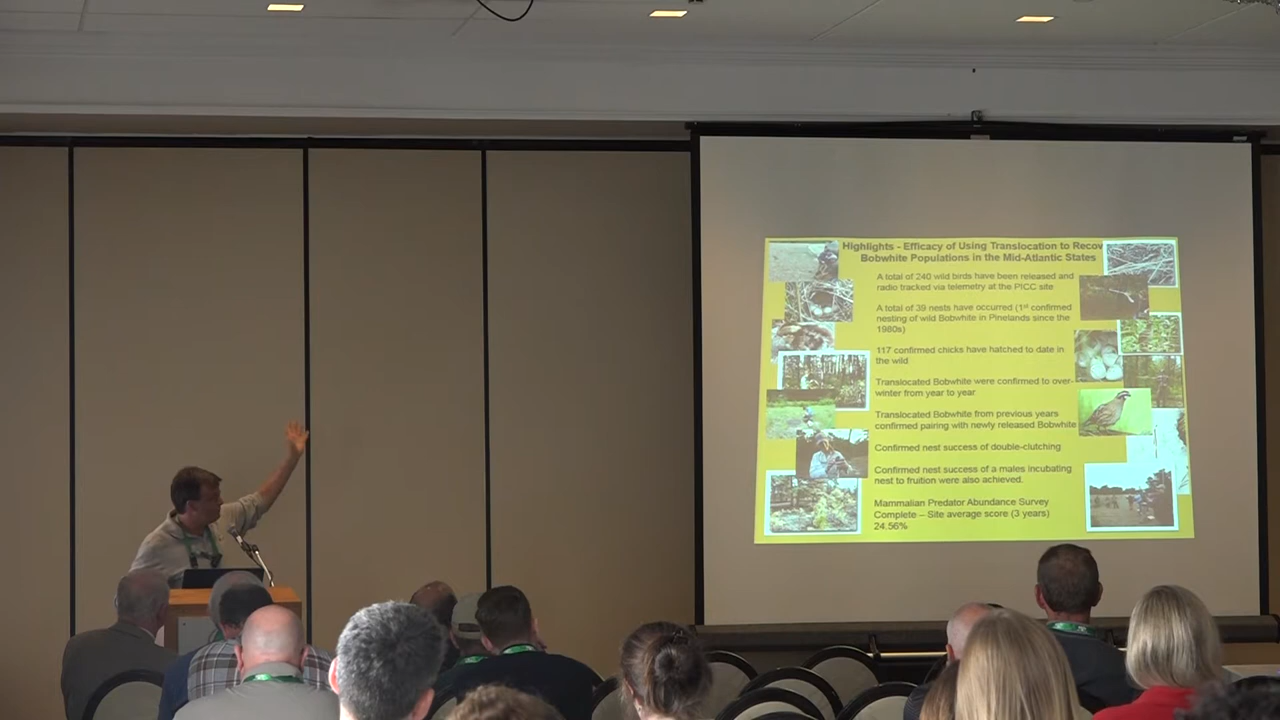 Highlights - Efficacy of Using Translocation to Recov
Bobwhite Populations in the Mid-Atlantic States
A total of 240 wild birds have been released and
radio tracked via telemetry at the PICC site
A total of 39 nests have occurred (1st confirmed
nesting of wild Bobwhite in Pinelands since the
1980s)
117 confirmed chicks have hatched to date in
the wild
Translocated Bobwhite were confirmed to over-
winter from year to year
Translocated Bobwhite from previous years
confirmed pairing with newly released Bobwhite
Confirmed nest success of double-clutching
Confirmed nest success of a males incubating
nest to fruition were also achieved.
Mammalian Predator Abundance Survey
Complete – Site average score (3 years)
24.56%